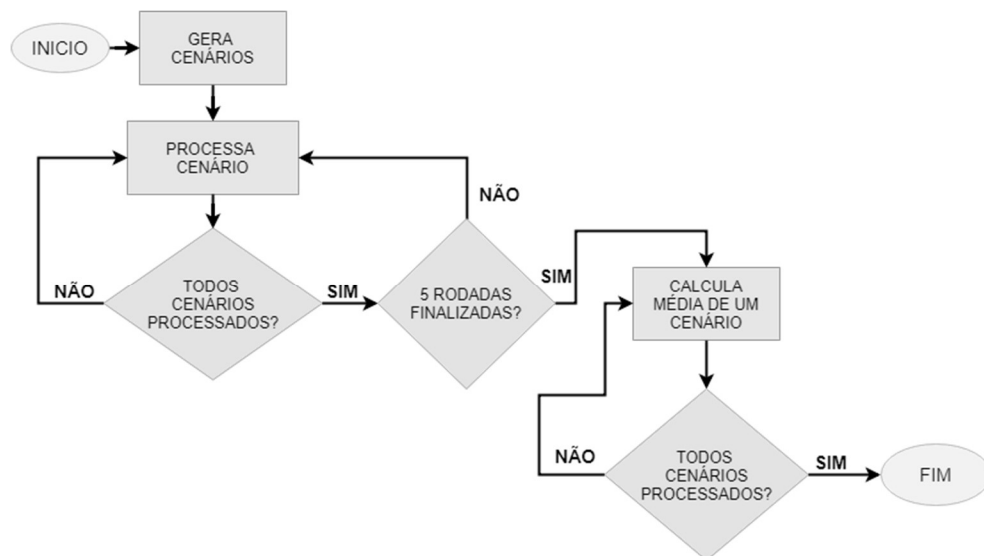 INICIO
GERA
CENÁRIOS
PROCESSA
CENÁRIO
NÃO
TODOS
CENÁRIOS
PROCESSADOS?
SIM
5 RODADAS
FINALIZADAS?
NÃO
SIM
CALCULA
MÉDIA DE UM
CENÁRIO
NÃO
TODOS
CENÁRIOS
PROCESSADOS?
SIM
FIM